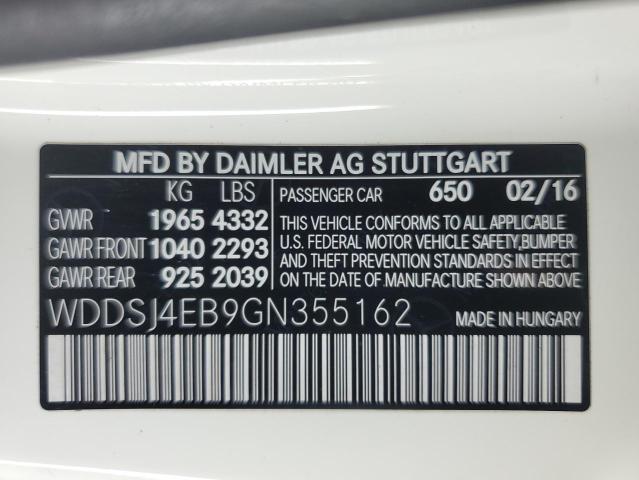 MFD BY DAIMLER AG STUTTGART
KG LBS
GVWR 1965 4332
GAWR FRONT 1040 2293
GAWR REAR 925 2039
PASSENGER CAR 650 02/16
THIS VEHICLE CONFORMS TO ALL APPLICABLE
U.S. FEDERAL MOTOR VEHICLE SAFETY, BUMPER
AND THEFT PREVENTION STANDARDS IN EFFECT
ON THE DATE OF MANUFACTURE SHOWN ABOVE.
WDDSJ4EB9GN355162
MADE IN HUNGARY